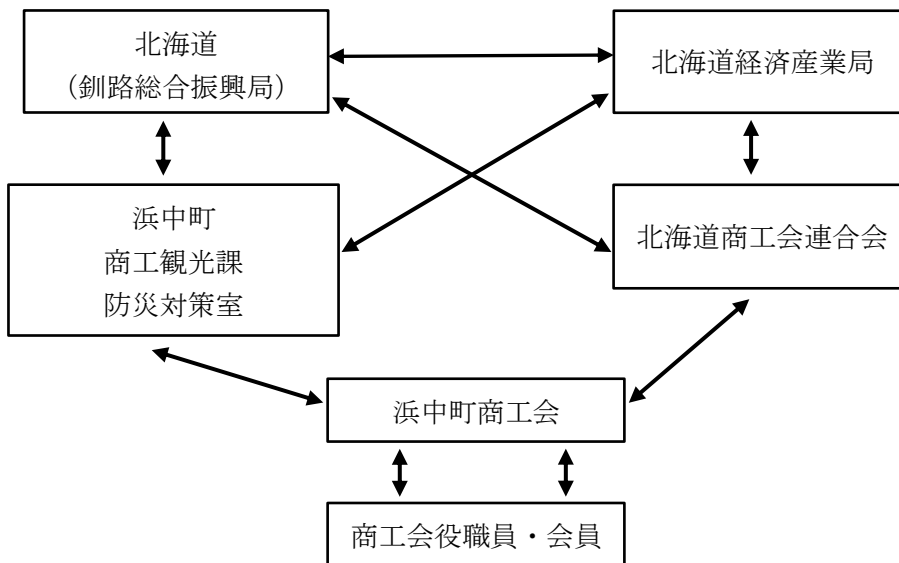 北海道
（釧路総合振興局）
北海道経済産業局
浜中町
商工観光課
防災対策室
北海道商工会連合会
浜中町商工会
商工会役職員・会員